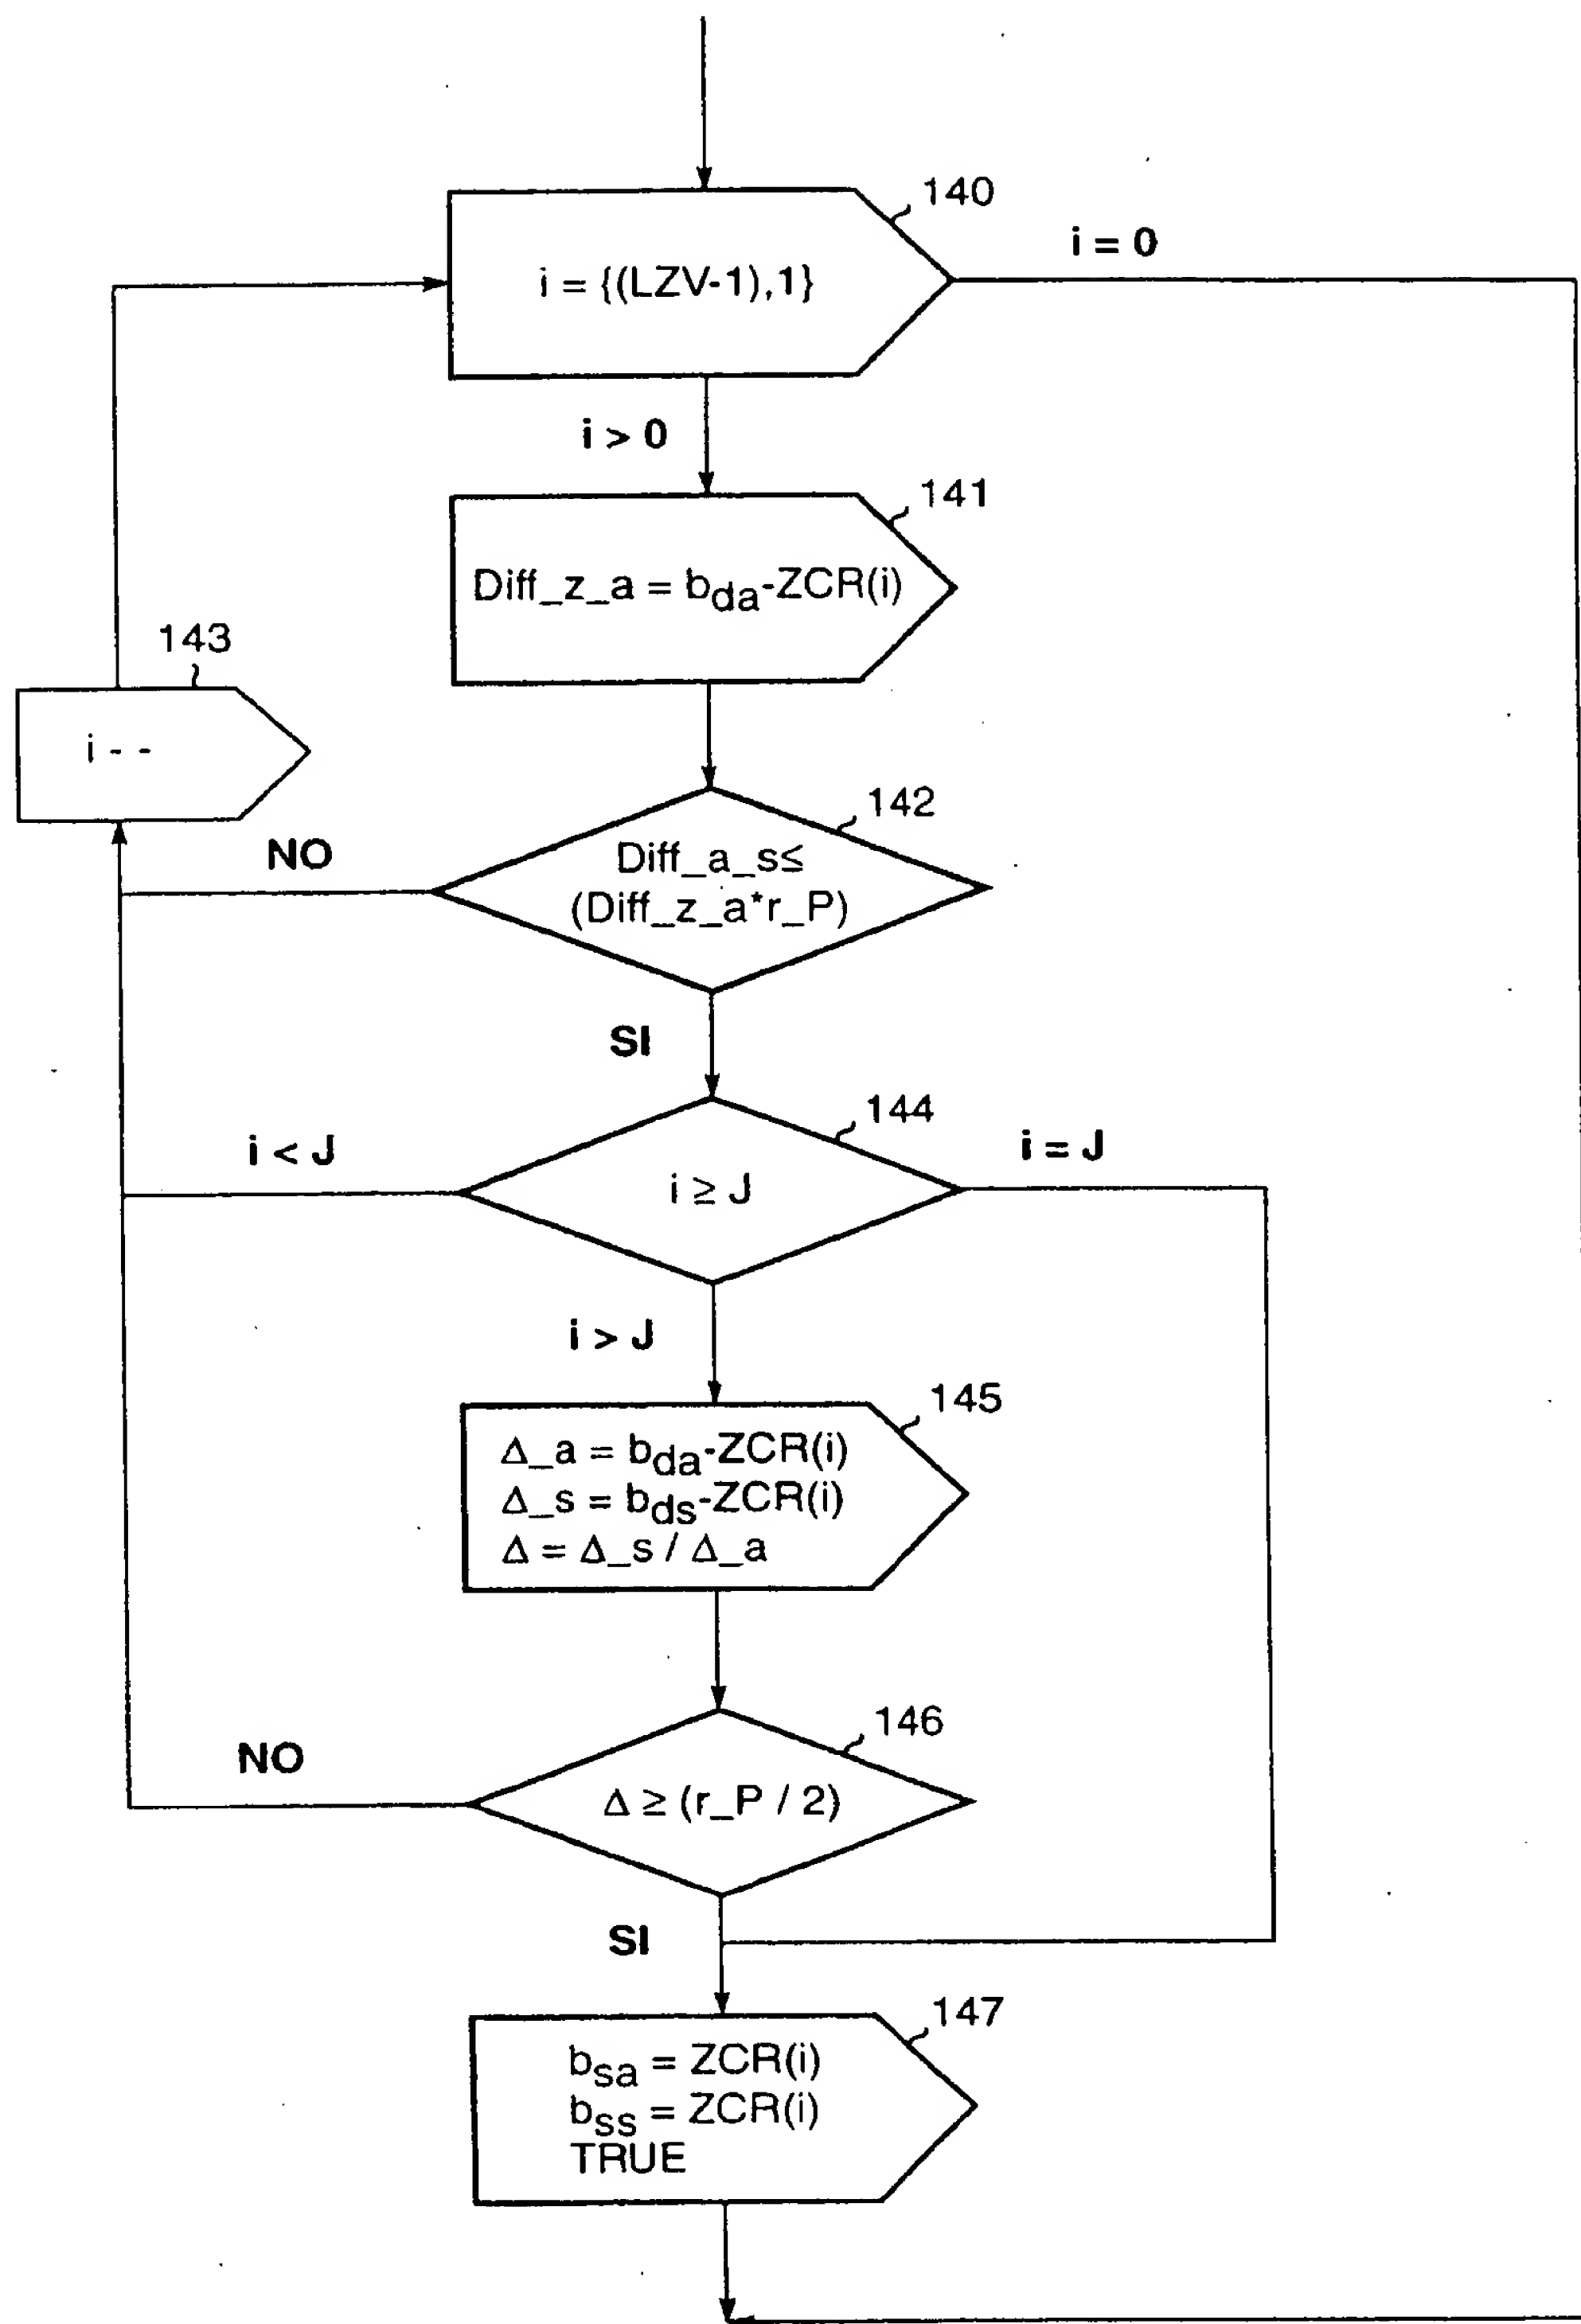 140
i = 0
i = {(LZV-1),1}
i > 0
141
Diff_z_a = bda-ZCR(i)
143
i - -
142
NO
Diff_a_s≤
(Diff_z_a*r_P)
SI
144
i < J
i = J
i ≥ J
i > J
145
Δ_a = bda-ZCR(i)
Δ_s = bds-ZCR(i)
Δ = Δ_s / Δ_a
146
NO
Δ ≥ (r_P / 2)
SI
147
bsa = ZCR(i)
bss = ZCR(i)
TRUE